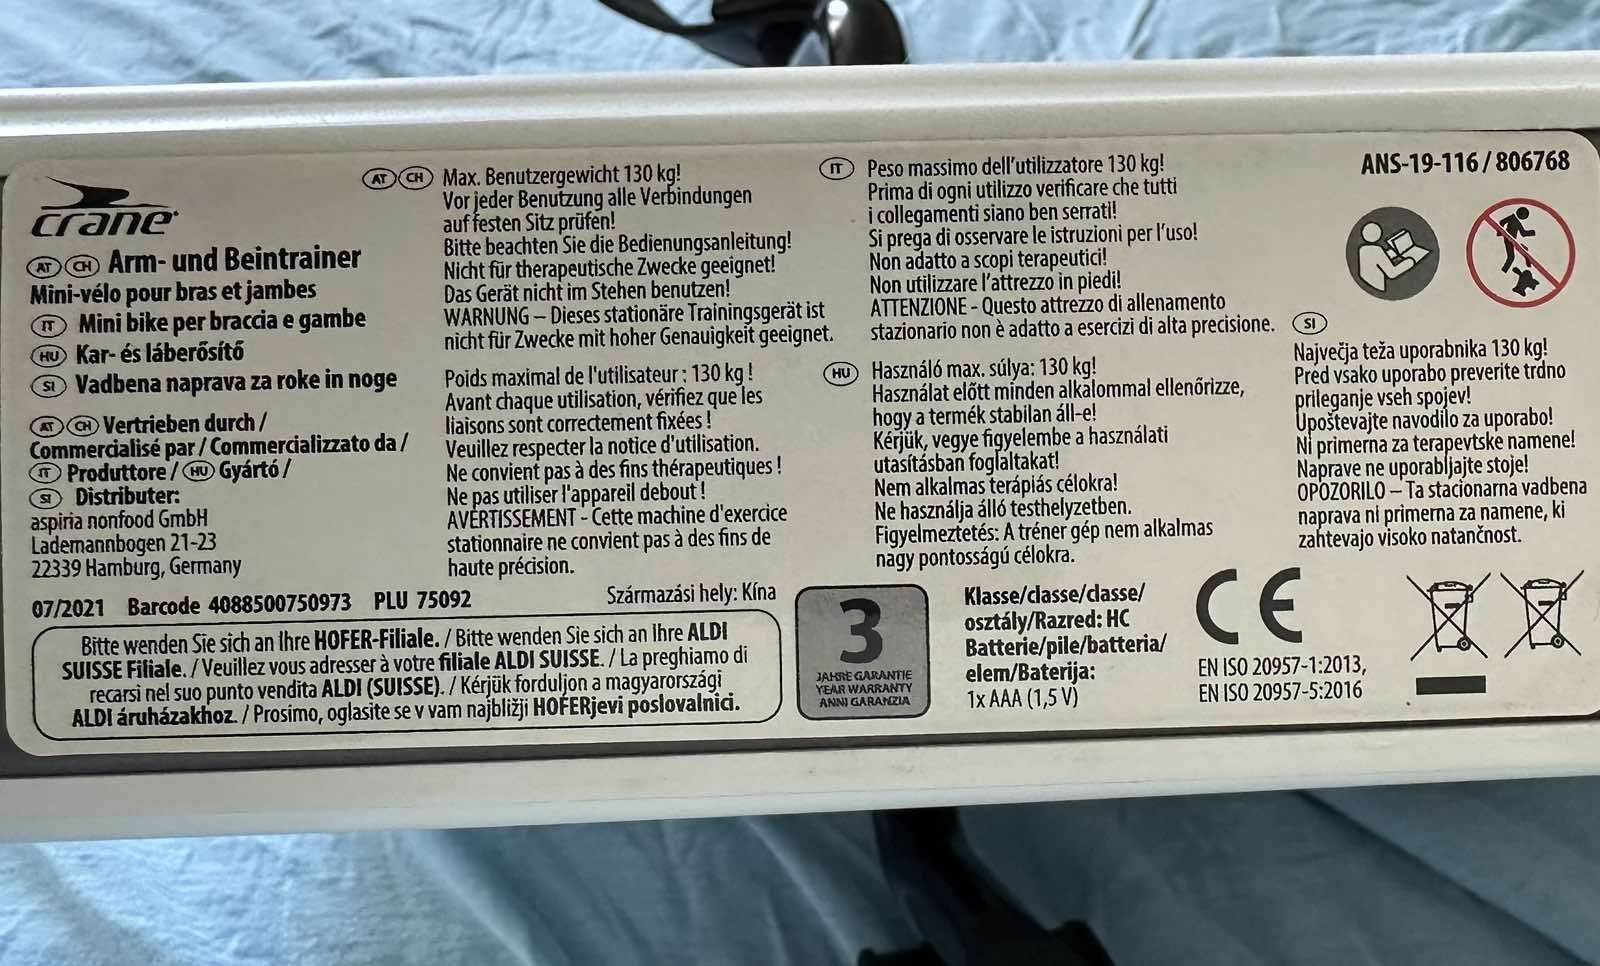 crane
AT CH Arm- und Beintrainer
Mini-vélo pour bras et jambes
IT Mini bike per braccia e gambe
HU Kar- és láberősítő
SI Vadbena naprava za roke in noge
AT CH Vertrieben durch /
Commercialisé par / Commercializzato da /
IT Produttore / HU Gyártó /
SI Distributer:
aspiria nonfood GmbH
Lademannbogen 21-23
22339 Hamburg, Germany
07/2021 Barcode 4088500750973 PLU 75092
Származási hely: Kína
Bitte wenden Sie sich an Ihre HOFER-Filiale. / Bitte wenden Sie sich an Ihre ALDI
SUISSE Filiale. / Veuillez vous adresser à votre filiale ALDI SUISSE. / La preghiamo di
recarsi nel suo punto vendita ALDI (SUISSE). / Kérjük forduljon a magyarországi
ALDI áruházakhoz. / Prosimo, oglasite se v vam najbližji HOFERjevi poslovalnici.
AT CH Max. Benutzergewicht 130 kg!
Vor jeder Benutzung alle Verbindungen
auf festen Sitz prüfen!
Bitte beachten Sie die Bedienungsanleitung!
Nicht für therapeutische Zwecke geeignet!
Das Gerät nicht im Stehen benutzen!
WARNUNG – Dieses stationäre Trainingsgerät ist
nicht für Zwecke mit hoher Genauigkeit geeignet.
Poids maximal de l'utilisateur : 130 kg !
Avant chaque utilisation, vérifiez que les
liaisons sont correctement fixées !
Veuillez respecter la notice d'utilisation.
Ne convient pas à des fins thérapeutiques !
Ne pas utiliser l'appareil debout !
AVERTISSEMENT - Cette machine d'exercice
stationnaire ne convient pas à des fins de
haute précision.
IT Peso massimo dell'utilizzatore 130 kg!
Prima di ogni utilizzo verificare che tutti
i collegamenti siano ben serrati!
Si prega di osservare le istruzioni per l'uso!
Non adatto a scopi terapeutici!
Non utilizzare l'attrezzo in piedi!
ATTENZIONE - Questo attrezzo di allenamento
stazionario non è adatto a esercizi di alta precisione.
HU Használó max. súlya: 130 kg!
Használat előtt minden alkalommal ellenőrizze,
hogy a termék stabilan áll-e!
Kérjük, vegye figyelembe a használati
utasításban foglaltakat!
Nem alkalmas terápiás célokra!
Ne használja álló testhelyzetben.
Figyelmeztetés: A tréner gép nem alkalmas
nagy pontosságú célokra.
3
JAHRE GARANTIE
YEAR WARRANTY
ANNI GARANZIA
Klasse/classe/classe/
osztály/Razred: HC
Batterie/pile/batteria/
elem/Baterija:
1x AAA (1,5 V)
ANS-19-116 / 806768
SI
Največja teža uporabnika 130 kg!
Pred vsako uporabo preverite trdno
prileganje vseh spojev!
Upoštevajte navodilo za uporabo!
Ni primerna za terapevtske namene!
Naprave ne uporabljajte stoje!
OPOZORILO – Ta stacionarna vadbena
naprava ni primerna za namene, ki
zahtevajo visoko natančnost.
CE
EN ISO 20957-1:2013,
EN ISO 20957-5:2016